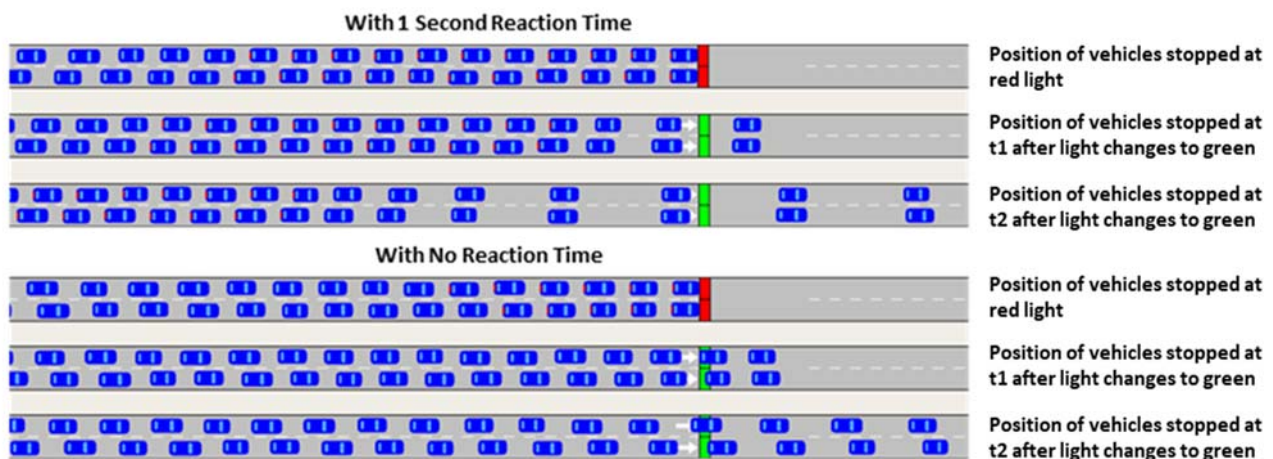 With 1 Second Reaction Time
Position of vehicles stopped at
red light
Position of vehicles stopped at
t1 after light changes to green
Position of vehicles stopped at
t2 after light changes to green
With No Reaction Time
Position of vehicles stopped at
red light
Position of vehicles stopped at
t1 after light changes to green
Position of vehicles stopped at
t2 after light changes to green